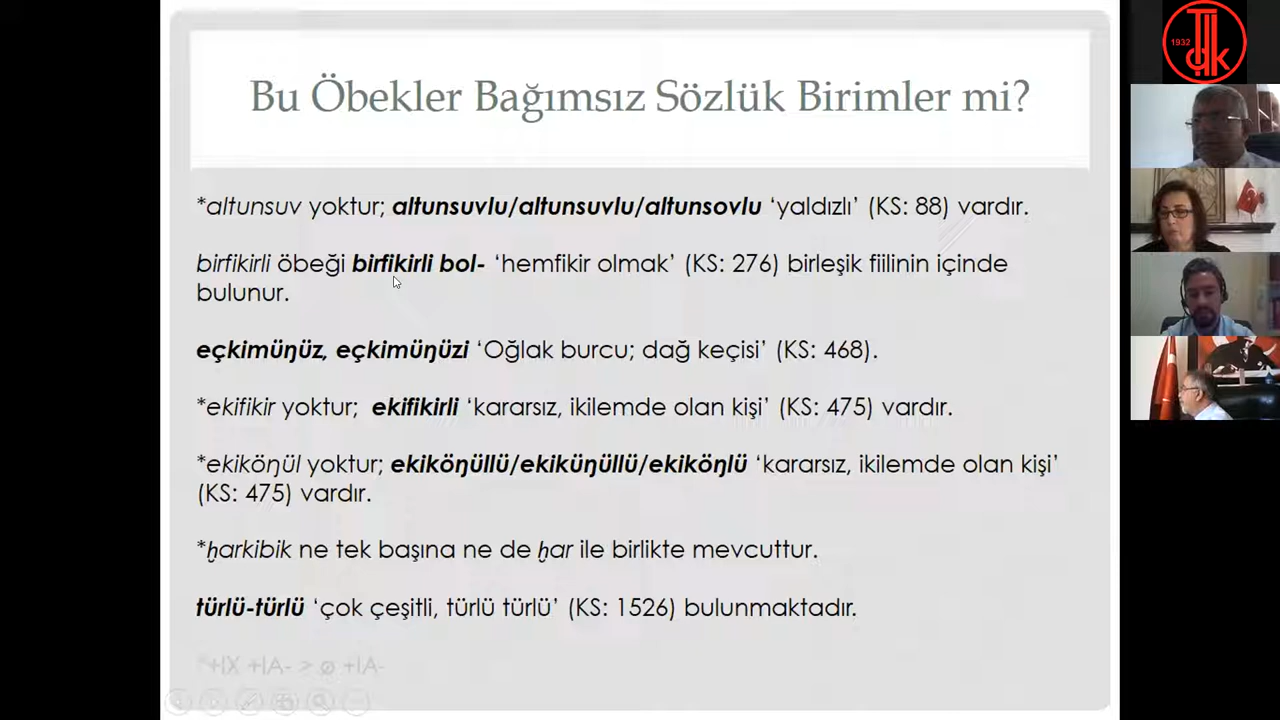 Bu Öbekler Bağımsız Sözlük Birimler mi?
*altunsuv yoktur; altunsuvlu/altunsuvlu/altunsovlu ‘yaldızlı’ (KS: 88) vardır.
birfikirli öbeği birfikirli bol- ‘hemfikir olmak’ (KS: 276) birleşik fiilinin içinde
bulunur.
eçkimüŋüz, eçkimüŋüzi ‘Oğlak burcu; dağ keçisi’ (KS: 468).
*ekifikir yoktur; ekifikirli ‘kararsız, ikilemde olan kişi’ (KS: 475) vardır.
*ekiköŋül yoktur; ekiköŋüllü/ekiküŋüllü/ekiköŋlü ‘kararsız, ikilemde olan kişi’
(KS: 475) vardır.
*ḫarkibik ne tek başına ne de ḫar ile birlikte mevcuttur.
türlü-türlü ‘çok çeşitli, türlü türlü’ (KS: 1526) bulunmaktadır.
*+lX +lA- > ø +lA-
1932
tdk